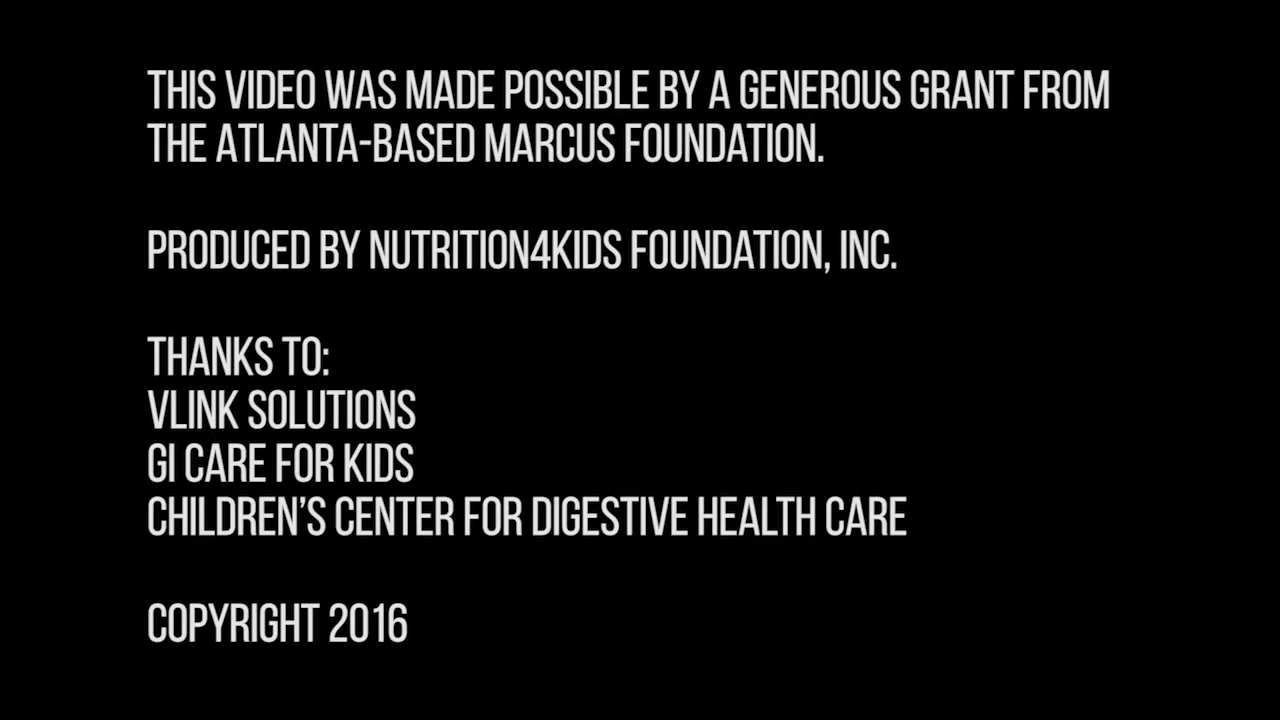 THIS VIDEO WAS MADE POSSIBLE BY A GENEROUS GRANT FROM
THE ATLANTA-BASED MARCUS FOUNDATION.
PRODUCED BY NUTRITION4KIDS FOUNDATION, INC.
THANKS TO:
VLINK SOLUTIONS
GI CARE FOR KIDS
CHILDREN’S CENTER FOR DIGESTIVE HEALTH CARE
COPYRIGHT 2016